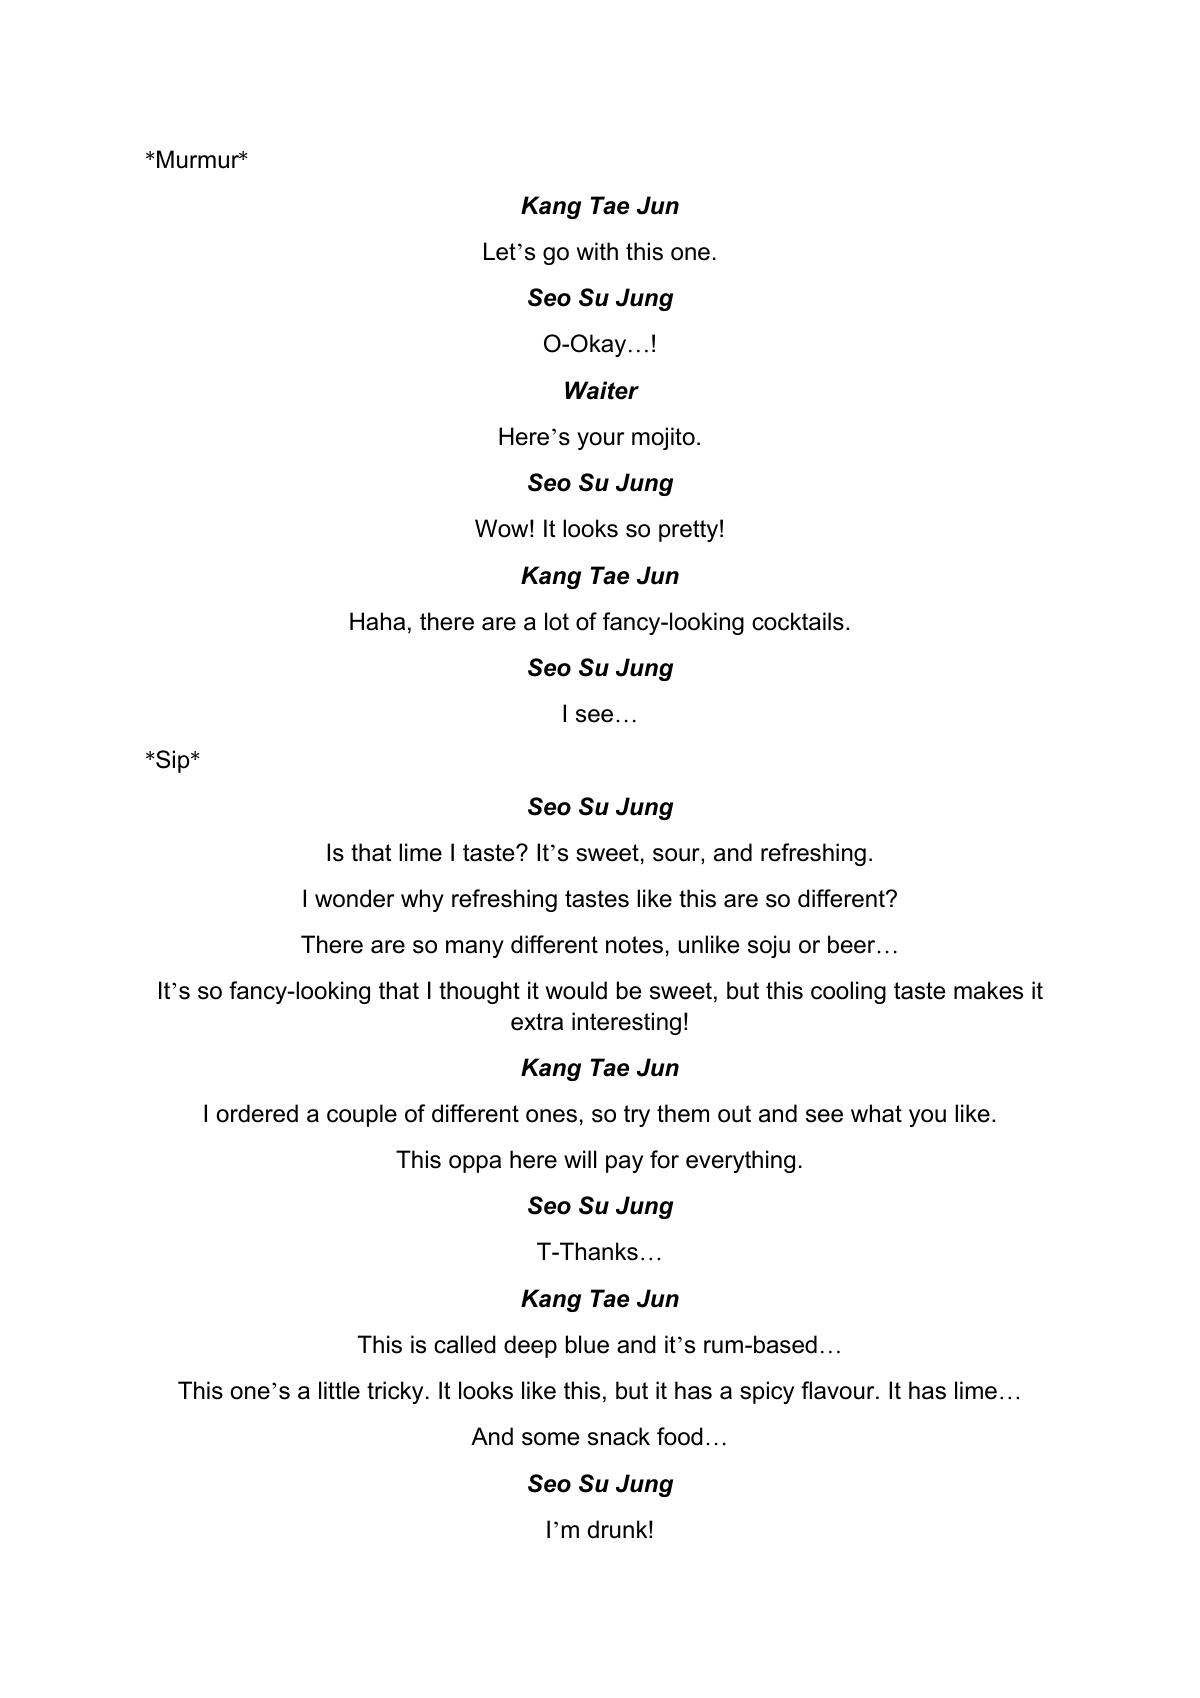 *Murmur*
Kang Tae Jun
Let’s go with this one.
Seo Su Jung
O-Okay…!
Waiter
Here’s your mojito.
Seo Su Jung
Wow! It looks so pretty!
Kang Tae Jun
Haha, there are a lot of fancy-looking cocktails.
Seo Su Jung
I see…
*Sip*
Seo Su Jung
Is that lime I taste? It’s sweet, sour, and refreshing.
I wonder why refreshing tastes like this are so different?
There are so many different notes, unlike soju or beer…
It’s so fancy-looking that I thought it would be sweet, but this cooling taste makes it
extra interesting!
Kang Tae Jun
I ordered a couple of different ones, so try them out and see what you like.
This oppa here will pay for everything.
Seo Su Jung
T-Thanks…
Kang Tae Jun
This is called deep blue and it’s rum-based…
This one’s a little tricky. It looks like this, but it has a spicy flavour. It has lime…
And some snack food…
Seo Su Jung
I’m drunk!